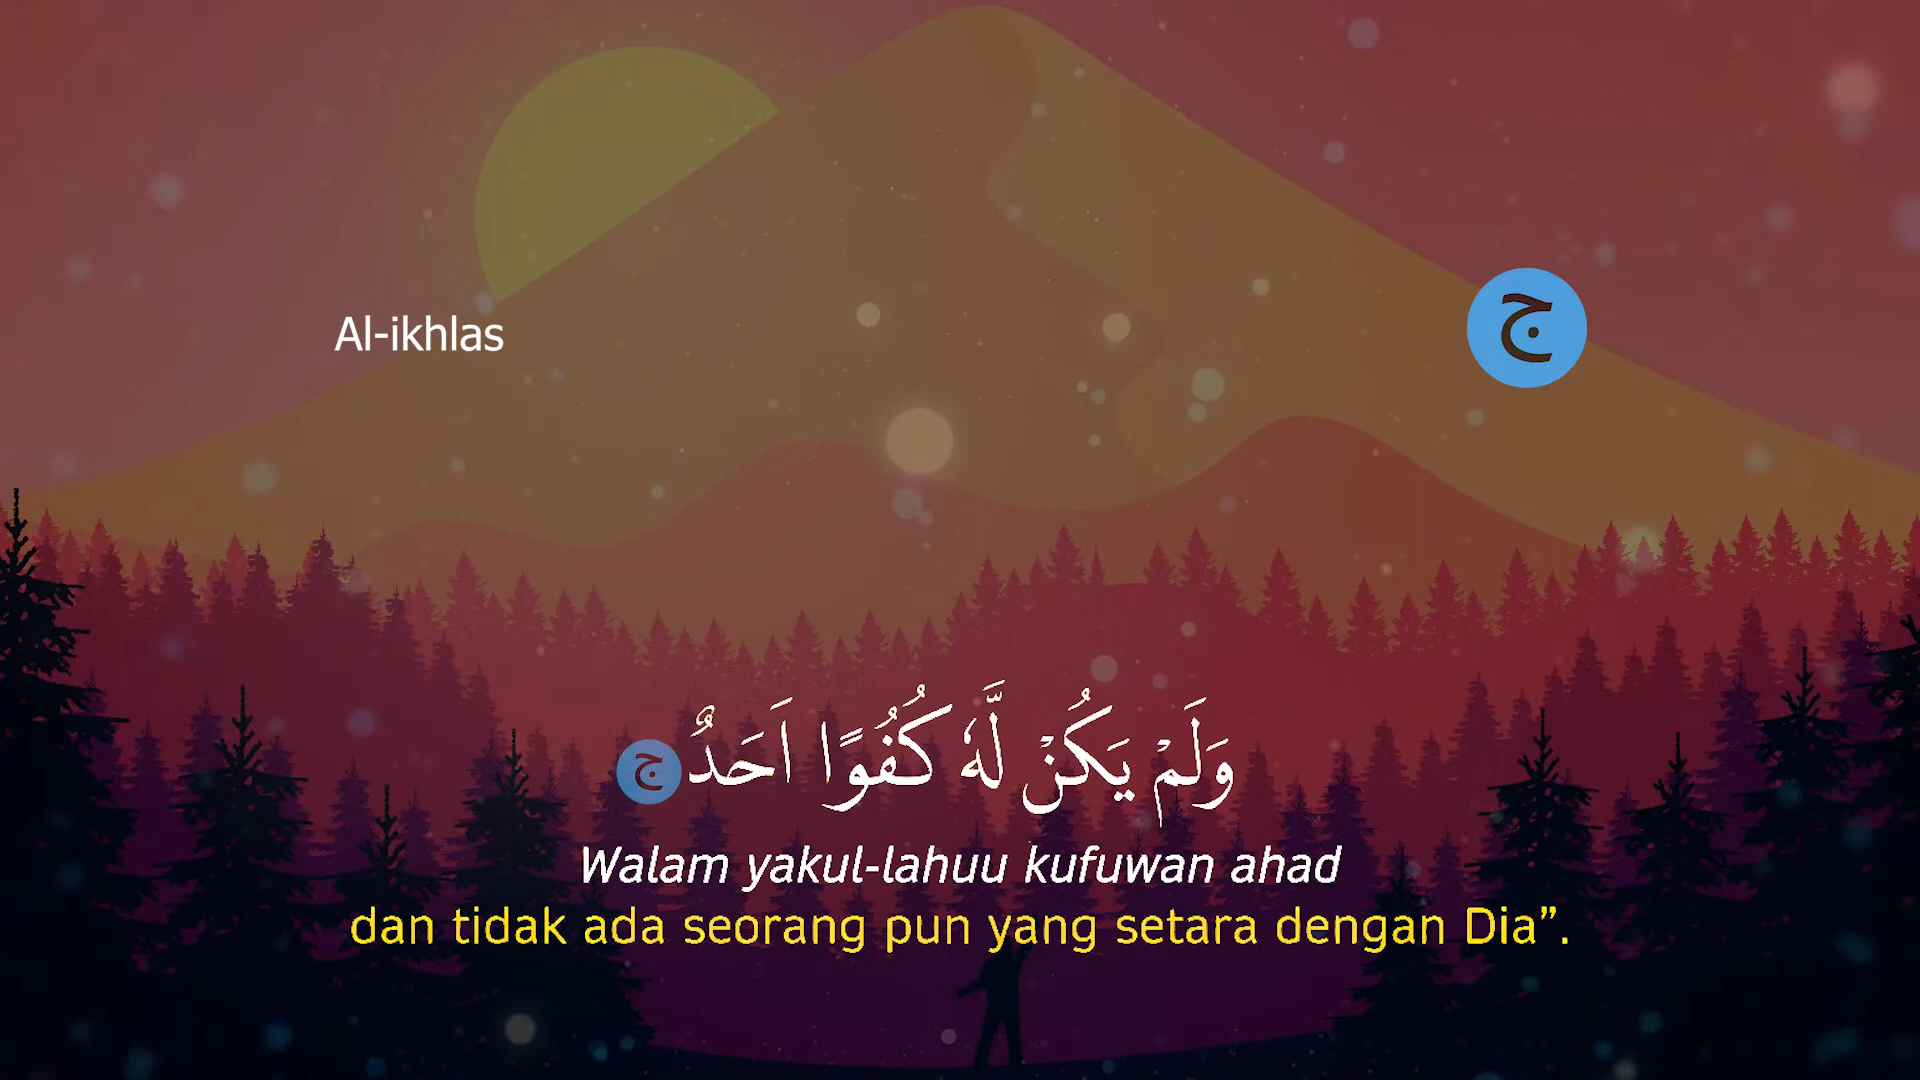 Al-ikhlas
ج
وَلَمْ يَكُنْ لَّهٗ كُفُوًا اَحَدٌ ج
Walam yakul-lahuu kufuwan ahad
dan tidak ada seorang pun yang setara dengan Dia”.